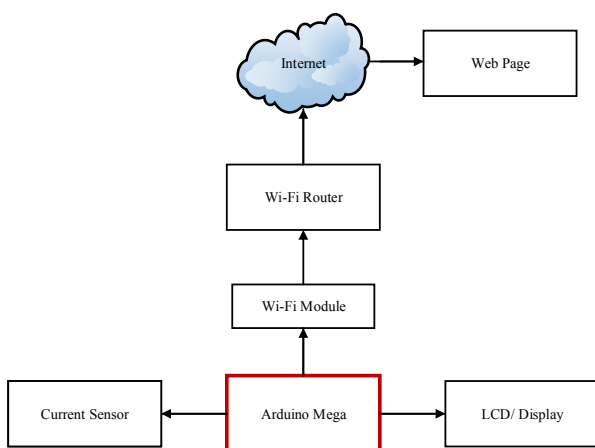 Internet
Web Page
Wi-Fi Router
Wi-Fi Module
Current Sensor
Arduino Mega
LCD/ Display